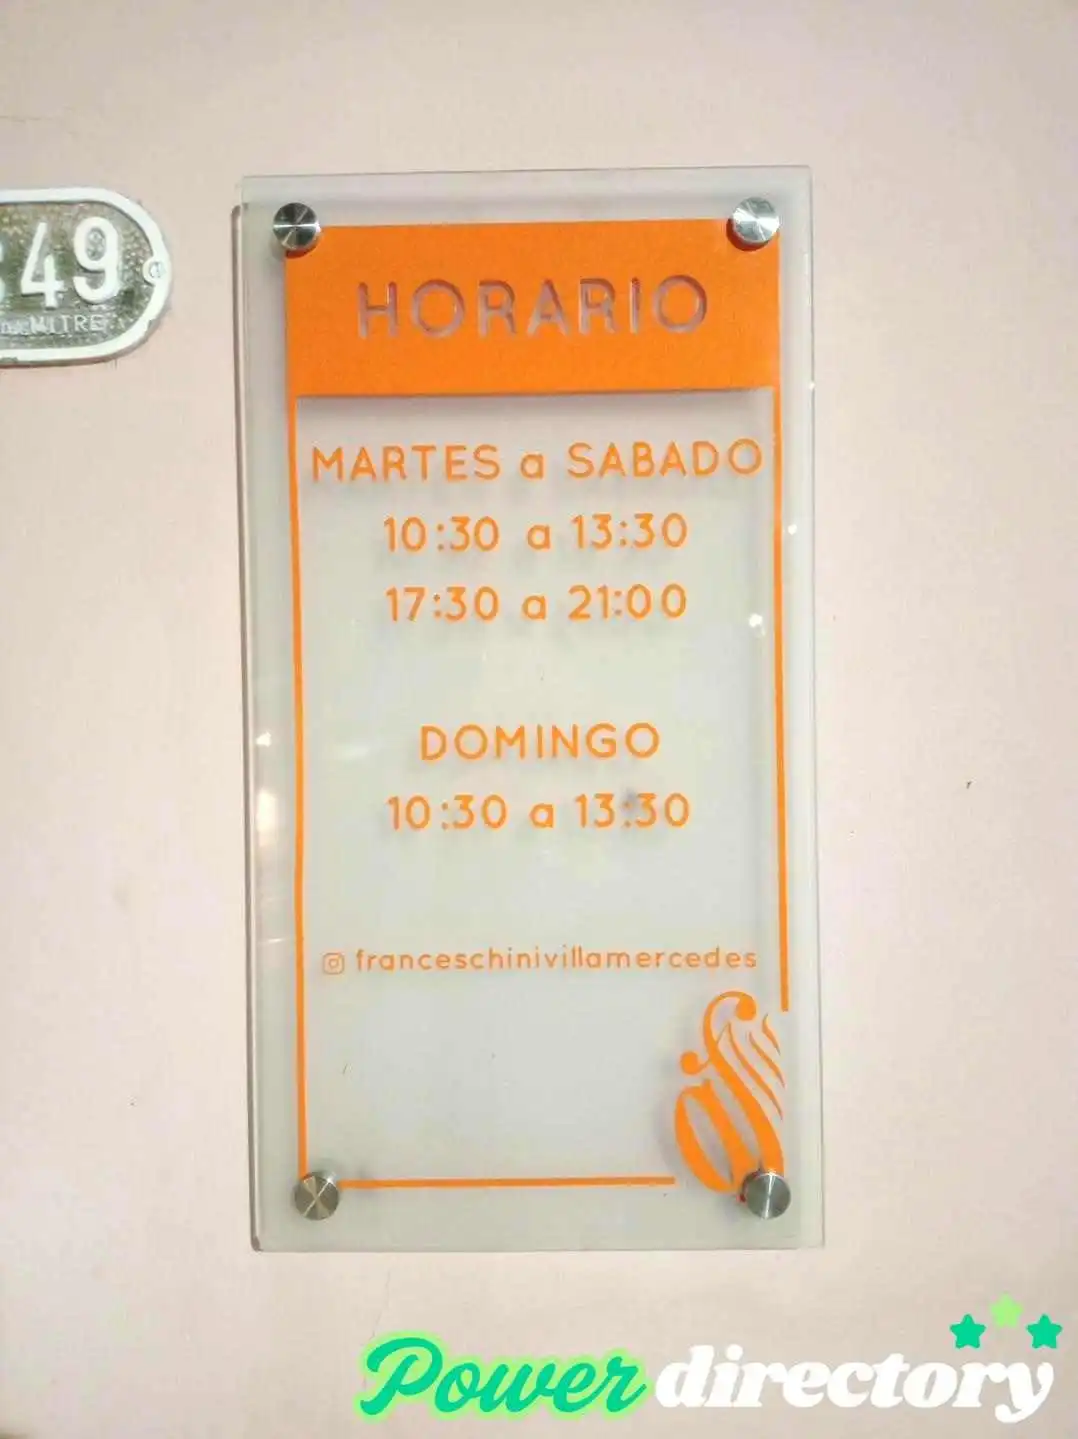 49
MITRE
HORARIO
MARTES a SABADO
10:30 a 13:30
17:30 a 21:00
DOMINGO
10:30 a 13:30
franceschinivillamercedes
Power directory